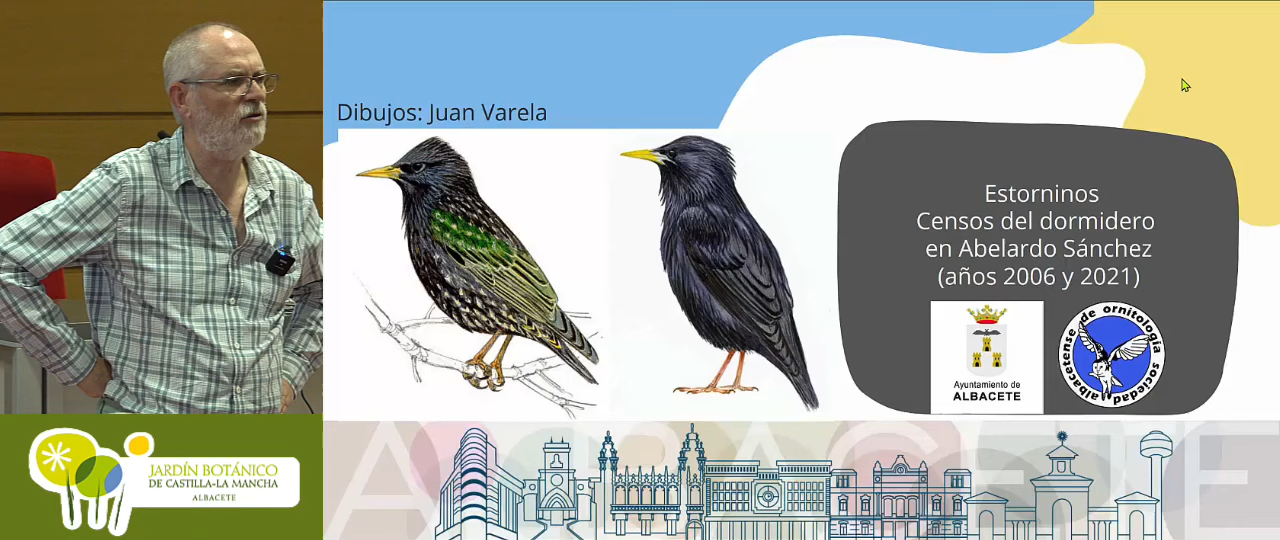 Dibujos: Juan Varela
Estorninos
Censos del dormidero
en Abelardo Sánchez
(años 2006 y 2021)
Ayuntamiento de
ALBACETE
sociedad albacetense de ornitología
JARDÍN BOTÁNICO
DE CASTILLA-LA MANCHA
ALBACETE
ALBACETE